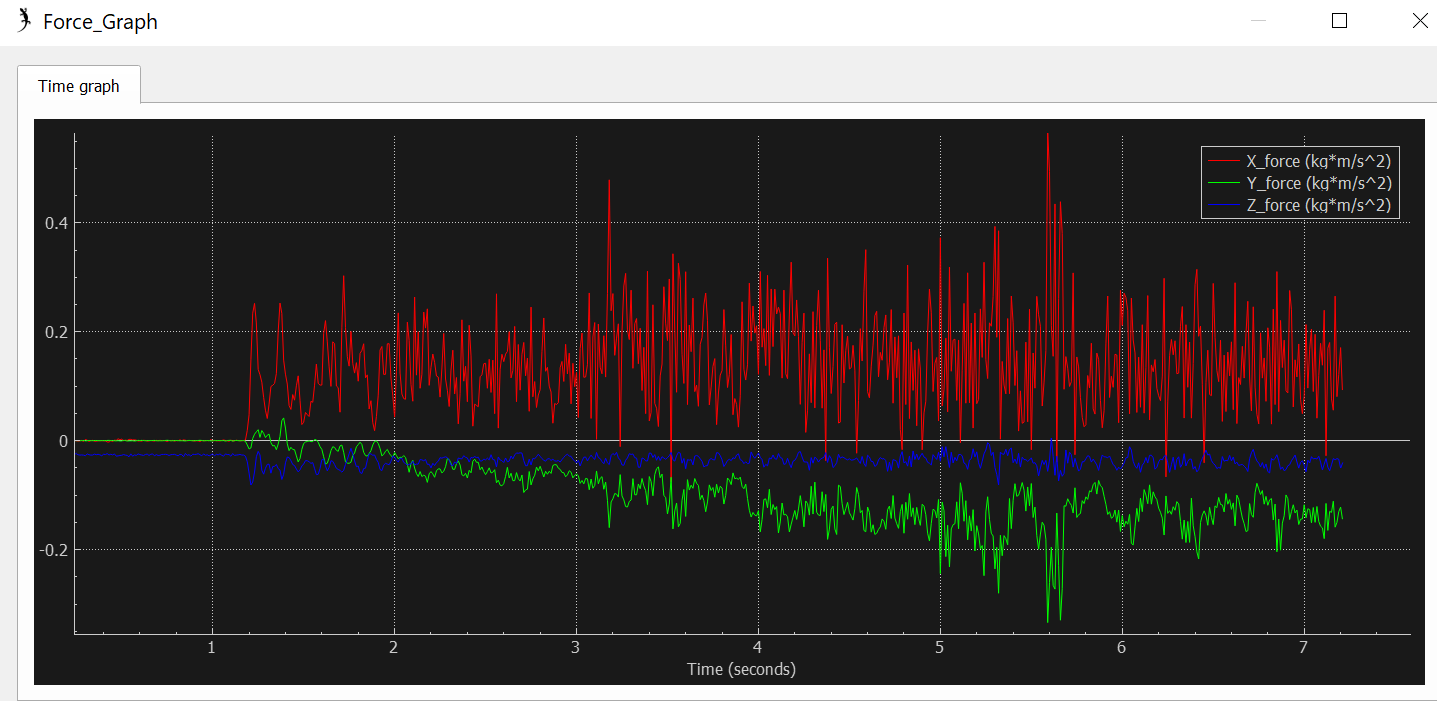 Force_Graph
Time graph
X_force (kg*m/s^2)
Y_force (kg*m/s^2)
Z_force (kg*m/s^2)
0.4
0.2
0
-0.2
1 2 3 4 5 6 7
Time (seconds)